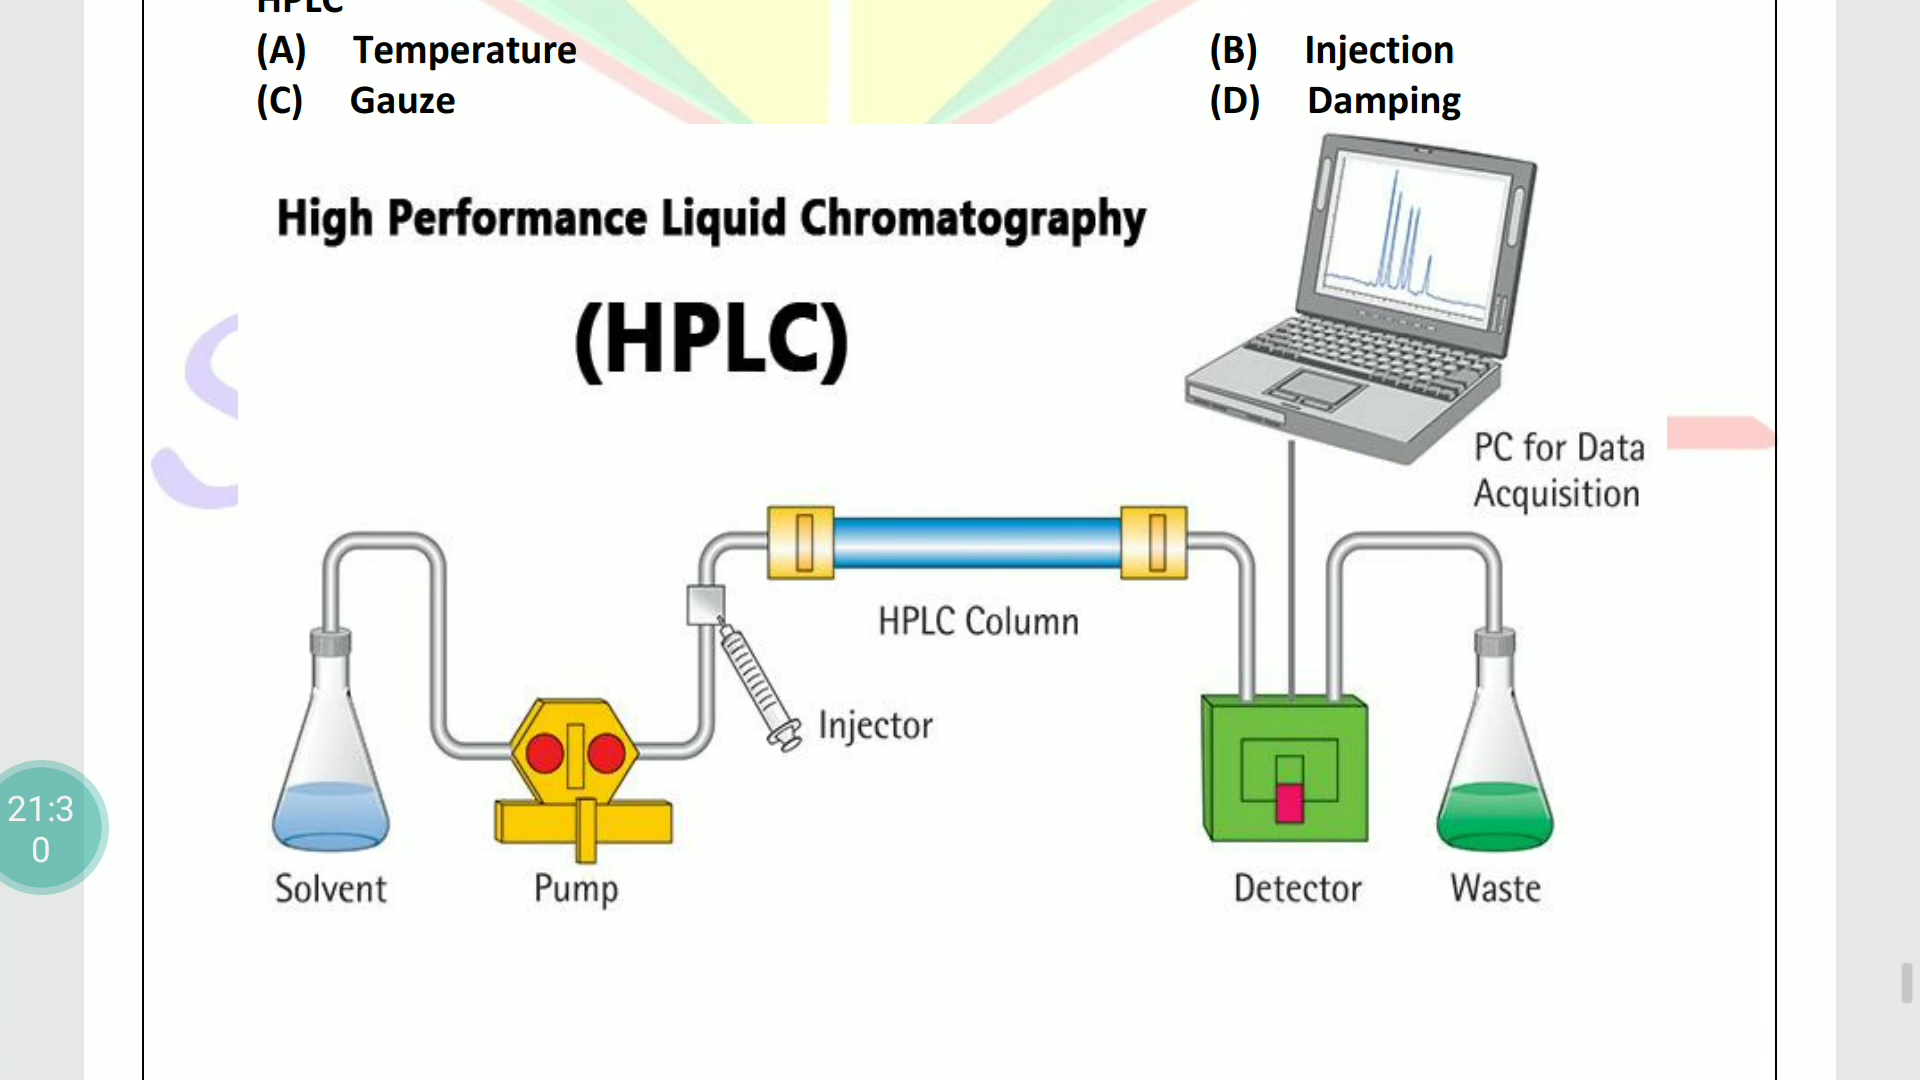 HPLC
(A) Temperature (B) Injection
(C) Gauze (D) Damping
High Performance Liquid Chromatography
(HPLC)
PC for Data
Acquisition
HPLC Column
Injector
21:3
0
Solvent Pump Detector Waste